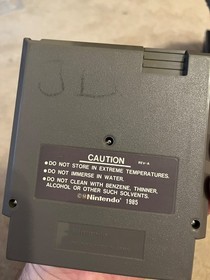 JL
CAUTION
REV-A
● DO NOT STORE IN EXTREME TEMPERATURES.
● DO NOT IMMERSE IN WATER.
● DO NOT CLEAN WITH BENZENE, THINNER,
ALCOHOL OR OTHER SUCH SOLVENTS.
©®Nintendo® 1985